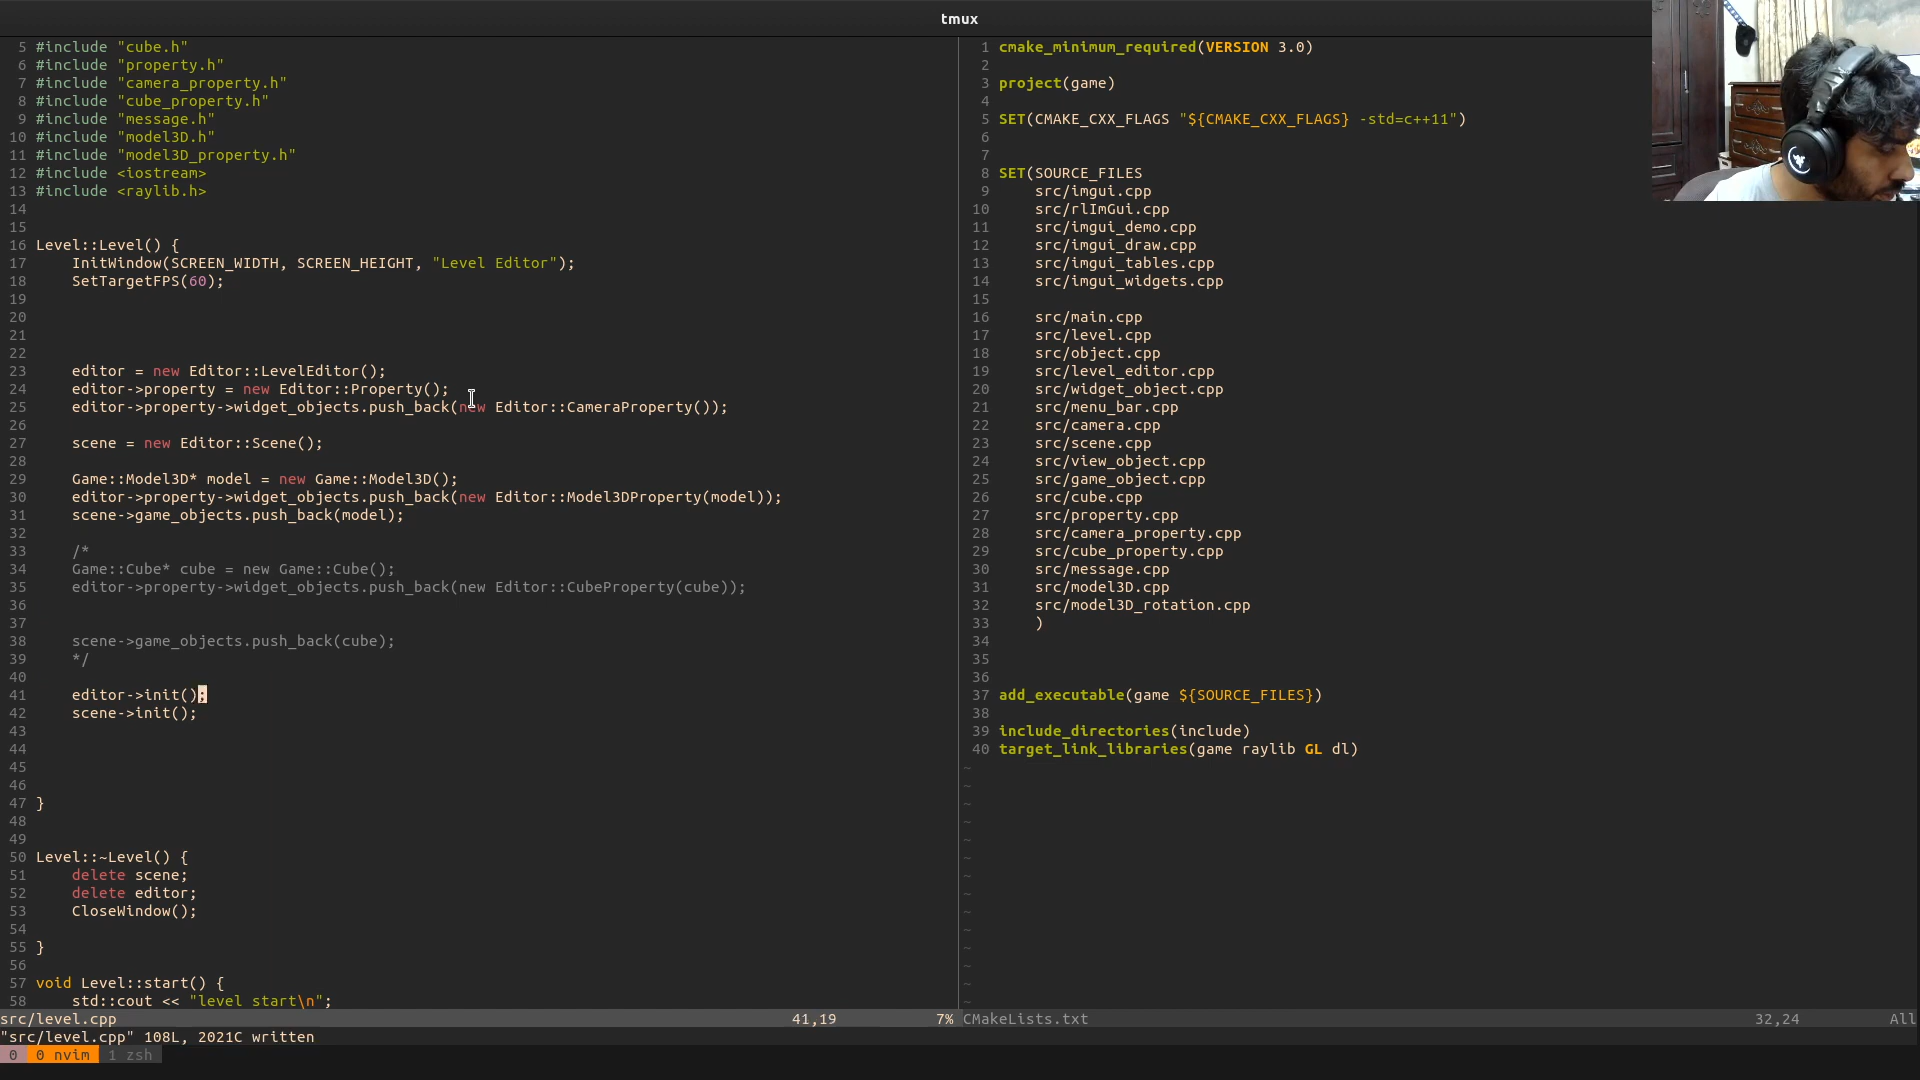 tmux
5 #include "cube.h"
6 #include "property.h"
7 #include "camera_property.h"
8 #include "cube_property.h"
9 #include "message.h"
10 #include "model3D.h"
11 #include "model3D_property.h"
12 #include <iostream>
13 #include <raylib.h>
14
15
16 Level::Level() {
17     InitWindow(SCREEN_WIDTH, SCREEN_HEIGHT, "Level Editor");
18     SetTargetFPS(60);
19
20
21
22
23     editor = new Editor::LevelEditor();
24     editor->property = new Editor::Property();
25     editor->property->widget_objects.push_back(new Editor::CameraProperty());
26
27     scene = new Editor::Scene();
28
29     Game::Model3D* model = new Game::Model3D();
30     editor->property->widget_objects.push_back(new Editor::Model3DProperty(model));
31     scene->game_objects.push_back(model);
32
33     /*
34     Game::Cube* cube = new Game::Cube();
35     editor->property->widget_objects.push_back(new Editor::CubeProperty(cube));
36
37
38     scene->game_objects.push_back(cube);
39     */
40
41     editor->init();
42     scene->init();
43
44
45
46
47 }
48
49
50 Level::~Level() {
51     delete scene;
52     delete editor;
53     CloseWindow();
54
55 }
56
57 void Level::start() {
58     std::cout << "level start\n";
src/level.cpp 41,19 7%
1 cmake_minimum_required(VERSION 3.0)
2
3 project(game)
4
5 SET(CMAKE_CXX_FLAGS "${CMAKE_CXX_FLAGS} -std=c++11")
6
7
8 SET(SOURCE_FILES
9     src/imgui.cpp
10     src/rlImGui.cpp
11     src/imgui_demo.cpp
12     src/imgui_draw.cpp
13     src/imgui_tables.cpp
14     src/imgui_widgets.cpp
15
16     src/main.cpp
17     src/level.cpp
18     src/object.cpp
19     src/level_editor.cpp
20     src/widget_object.cpp
21     src/menu_bar.cpp
22     src/camera.cpp
23     src/scene.cpp
24     src/view_object.cpp
25     src/game_object.cpp
26     src/cube.cpp
27     src/property.cpp
28     src/camera_property.cpp
29     src/cube_property.cpp
30     src/message.cpp
31     src/model3D.cpp
32     src/model3D_rotation.cpp
33     )
34
35
36
37 add_executable(game ${SOURCE_FILES})
38
39 include_directories(include)
40 target_link_libraries(game raylib GL dl)
~
~
~
~
~
~
~
~
~
~
~
~
~
~
CMakeLists.txt 32,24 All
"src/level.cpp" 108L, 2021C written
0 0 nvim 1 zsh